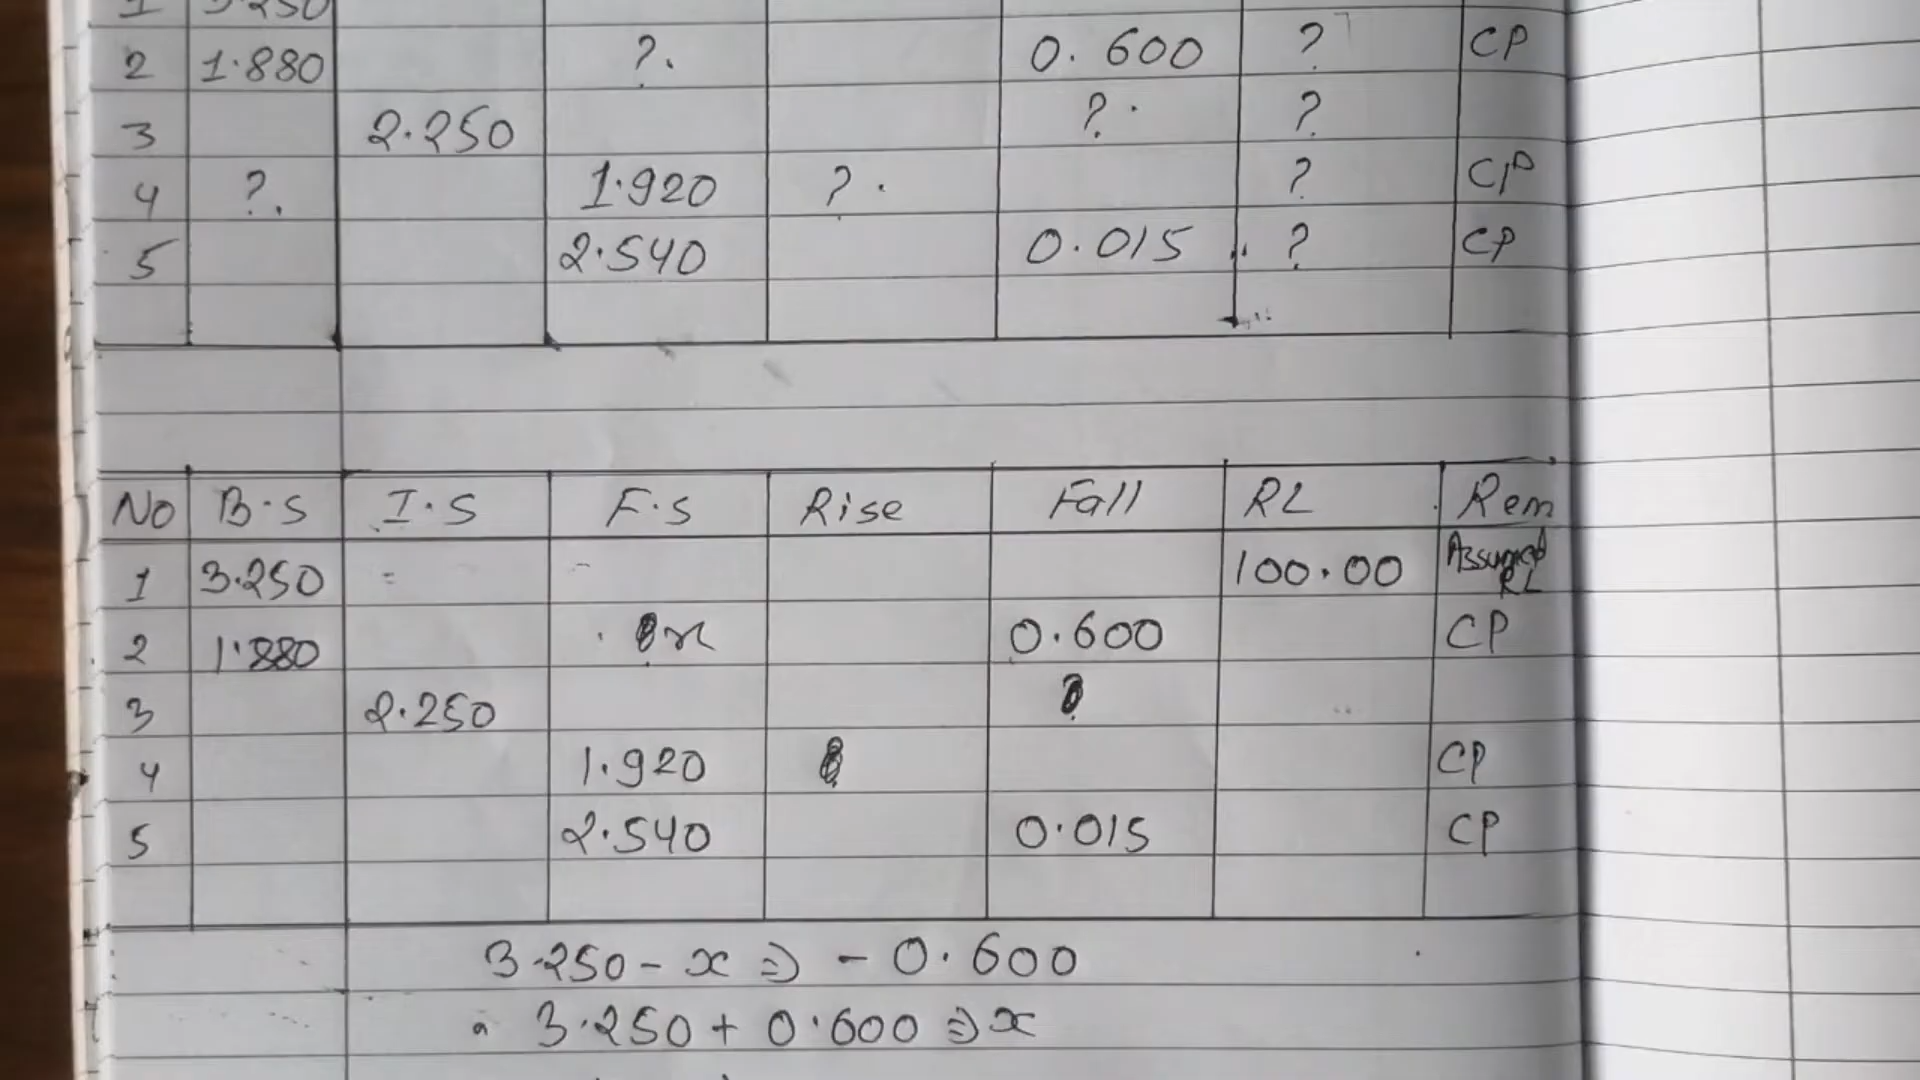 1 3.250
2 1.880 ?. 0.600 ? CP
3 2.250 ?. ?
4 ?. 1.920 ?. ? CP
5 2.540 0.015 ? CP
No B.S I.S F.S Rise Fall RL Rem
1 3.250 100.00 Assumed RL
2 1.880 x 0.600 CP
3 2.250
4 1.920 CP
5 2.540 0.015 CP
3.250 - x => - 0.600
3.250 + 0.600 => x